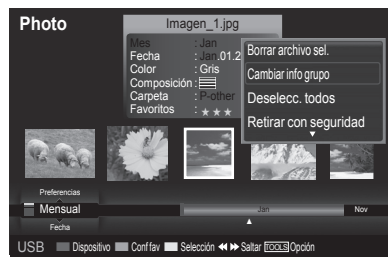 Photo
Imagen_1.jpg
Mes : Jan
Fecha : Jan.01.2
Color : Gris
Composición :
Carpeta : P-other
Favoritos : ★ ★ ★
Borrar archivo sel.
Cambiar info grupo
Deselecc. todos
Retirar con seguridad
Preferencias
Mensual
Fecha
Jan
Nov
USB Dispositivo Conf fav Selección Saltar TOOLS Opción